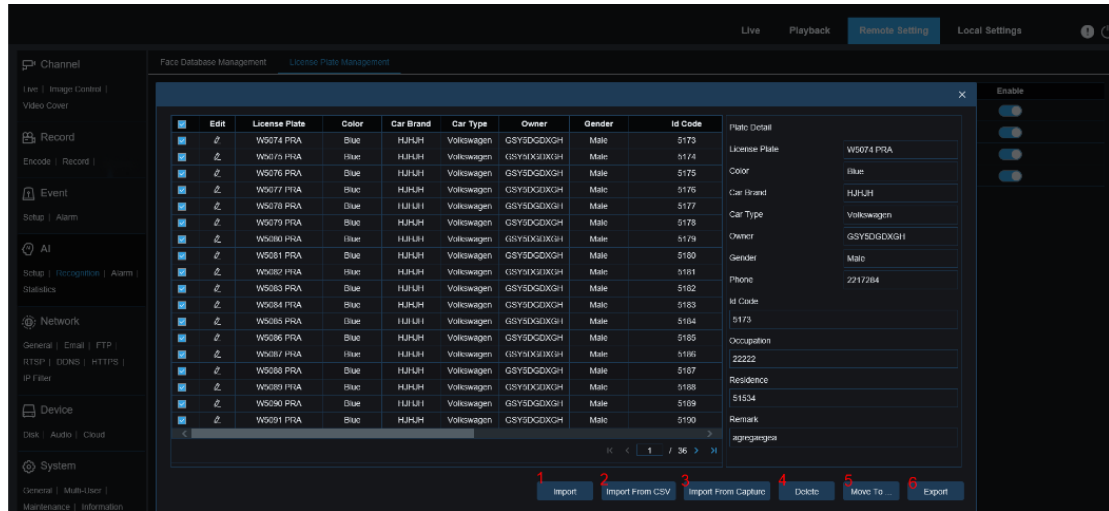 Live Playback Remote Setting Local Settings
Channel
Live | Image Control |
Video Cover
Record
Encode | Record |
Event
Setup | Alarm
AI
Setup | Recognition | Alarm |
Statistics
Network
General | Email | FTP |
RTSP | DDNS | HTTPS |
IP Filter
Device
Disk | Audio | Cloud
System
General | Multi-User |
Maintenance | Information
Face Database Management License Plate Management
Enable
Edit License Plate Color Car Brand Car Type Owner Gender Id Code
W5074 PRA Blue HJHJH Volkswagen GSY5DGDXGH Male 5173
W5075 PRA Blue HJHJH Volkswagen GSY5DGDXGH Male 5174
W5076 PRA Blue HJHJH Volkswagen GSY5DGDXGH Male 5175
W5077 PRA Blue HJHJH Volkswagen GSY5DGDXGH Male 5176
W5078 PRA Blue HJHJH Volkswagen GSY5DGDXGH Male 5177
W5079 PRA Blue HJHJH Volkswagen GSY5DGDXGH Male 5178
W5080 PRA Blue HJHJH Volkswagen GSY5DGDXGH Male 5179
W5081 PRA Blue HJHJH Volkswagen GSY5DGDXGH Male 5180
W5082 PRA Blue HJHJH Volkswagen GSY5DGDXGH Male 5181
W5083 PRA Blue HJHJH Volkswagen GSY5DGDXGH Male 5182
W5084 PRA Blue HJHJH Volkswagen GSY5DGDXGH Male 5183
W5085 PRA Blue HJHJH Volkswagen GSY5DGDXGH Male 5184
W5086 PRA Blue HJHJH Volkswagen GSY5DGDXGH Male 5185
W5087 PRA Blue HJHJH Volkswagen GSY5DGDXGH Male 5186
W5088 PRA Blue HJHJH Volkswagen GSY5DGDXGH Male 5187
W5089 PRA Blue HJHJH Volkswagen GSY5DGDXGH Male 5188
W5090 PRA Blue HJHJH Volkswagen GSY5DGDXGH Male 5189
W5091 PRA Blue HJHJH Volkswagen GSY5DGDXGH Male 5190
1 / 36
Plate Detail
License Plate W5074 PRA
Color Blue
Car Brand HJHJH
Car Type Volkswagen
Owner GSY5DGDXGH
Gender Male
Phone 2217284
Id Code
5173
Occupation
22222
Residence
51534
Remark
agregaegea
1 2 3 4 5 6
Import Import From CSV Import From Capture Delete Move To ... Export